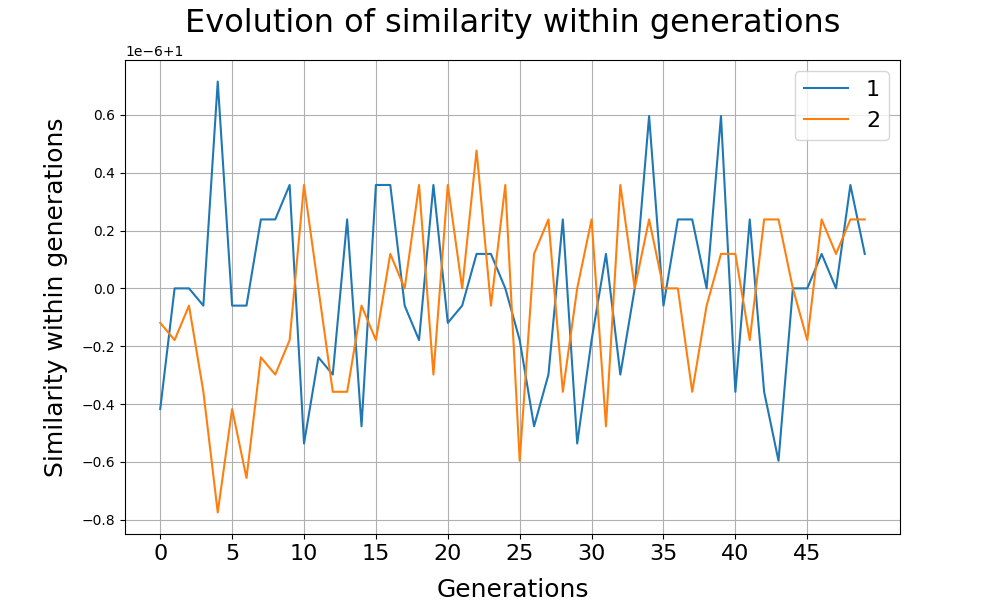 Evolution of similarity within generations
1e−6+1
1
2
Similarity within generations
0.6
0.4
0.2
0.0
−0.2
−0.4
−0.6
−0.8
0 5 10 15 20 25 30 35 40 45
Generations